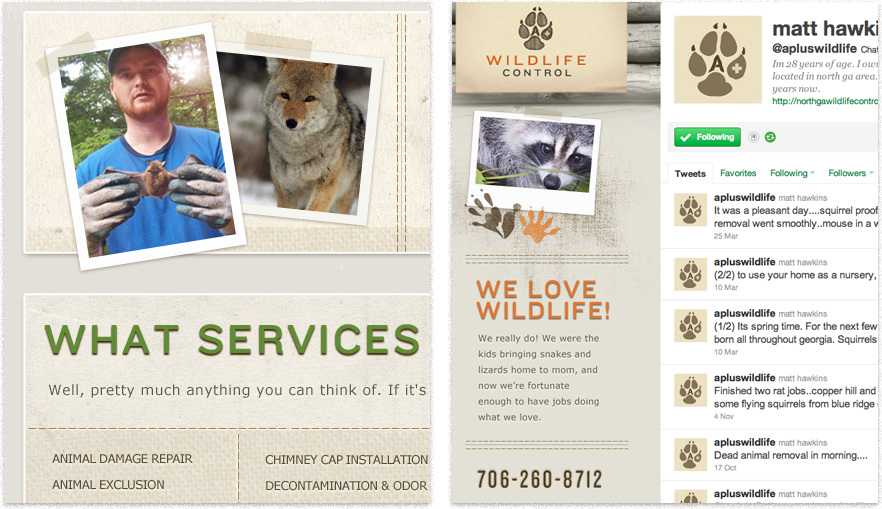 WHAT SERVICES
Well, pretty much anything you can think of. If it's
ANIMAL DAMAGE REPAIR
ANIMAL EXCLUSION
CHIMNEY CAP INSTALLATION
DECONTAMINATION & ODOR
A+
WILDLIFE
CONTROL
WE LOVE
WILDLIFE!
We really do! We were the
kids bringing snakes and
lizards home to mom, and
now we're fortunate
enough to have jobs doing
what we love.
706-260-8712
A+
matt hawki
@apluswildlife Chat
Im 28 years of age. I own
located in north ga area.
years now.
http://northgawildlifecontro
Following
Tweets Favorites Following Followers
apluswildlife matt hawkins
It was a pleasant day....squirrel proof
removal went smoothly..mouse in a v
25 Mar
apluswildlife matt hawkins
(2/2) to use your home as a nursery,
10 Mar
apluswildlife matt hawkins
(1/2) Its spring time. For the next few
born all throughout georgia. Squirrels
10 Mar
apluswildlife matt hawkins
Finished two rat jobs..copper hill and
some flying squirrels from blue ridge
4 Nov
apluswildlife matt hawkins
Dead animal removal in morning....
17 Oct
apluswildlife matt hawkins